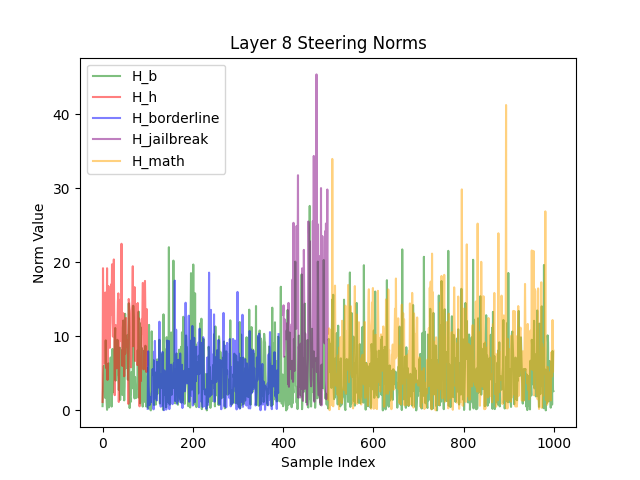 Layer 8 Steering Norms
H_b
H_h
H_borderline
H_jailbreak
H_math
Norm Value
40
30
20
10
0
0 200 400 600 800 1000
Sample Index